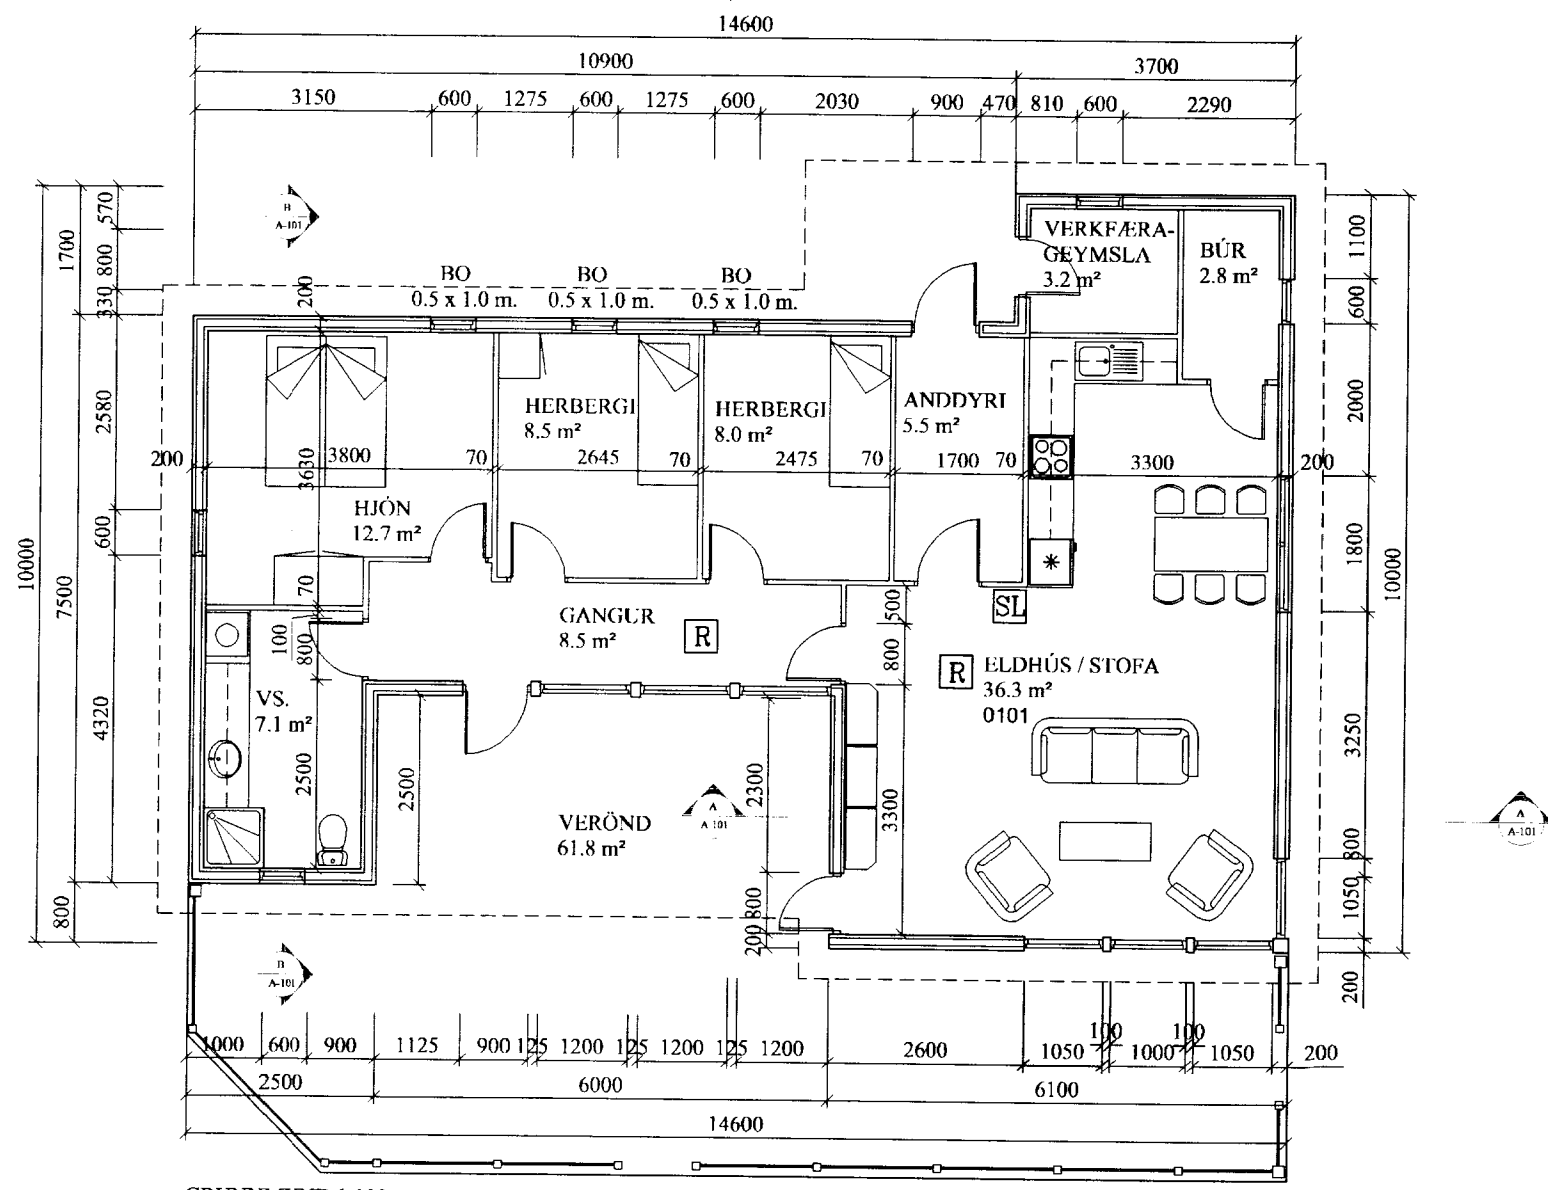 14600
10900 3700
3150 600 1275 600 1275 600 2030 900 470 810 600 2290
B
A-101
BO BO BO
0.5 x 1.0 m. 0.5 x 1.0 m. 0.5 x 1.0 m.
VERKFÆRA-
GEYMSLA
3.2 m²
BÚR
2.8 m²
10000
1700
7500
800
570
800
330
2580
600
4320
200
HERBERGI
8.5 m²
HERBERGI
8.0 m²
ANDDYRI
5.5 m²
200 3800 70 2645 70 2475 70 1700 70 3300 200
3630
HJÓN
12.7 m²
70
100
800
2500
GANGUR
8.5 m²
R
SL
R
ELDHÚS / STOFA
36.3 m²
0101
VS.
7.1 m²
2500
VERÖND
61.8 m²
A
A-101
2300
800
200
500
800
3300
1100
600
2000
1800
3250
800
1050
200
10000
A
A-101
B
A-101
1000 600 900 1125 900 125 1200 125 1200 125 1200 2600 1050 100 1000 100 1050 200
2500 6000 6100
14600